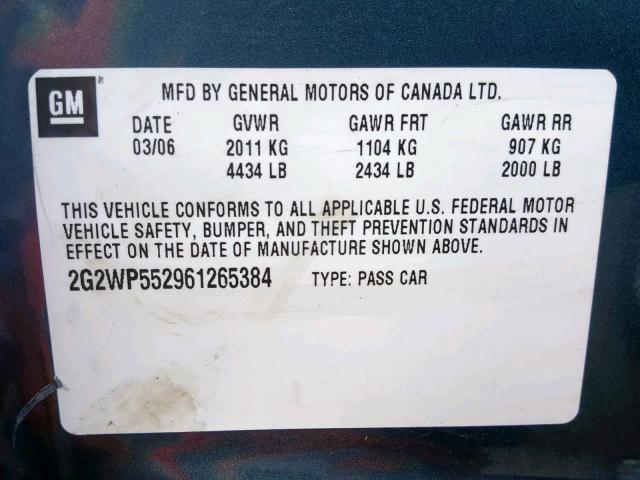 GM® MFD BY GENERAL MOTORS OF CANADA LTD.
DATE GVWR GAWR FRT GAWR RR
03/06 2011 KG 1104 KG 907 KG
4434 LB 2434 LB 2000 LB
THIS VEHICLE CONFORMS TO ALL APPLICABLE U.S. FEDERAL MOTOR
VEHICLE SAFETY, BUMPER, AND THEFT PREVENTION STANDARDS IN
EFFECT ON THE DATE OF MANUFACTURE SHOWN ABOVE.
2G2WP552961265384 TYPE: PASS CAR